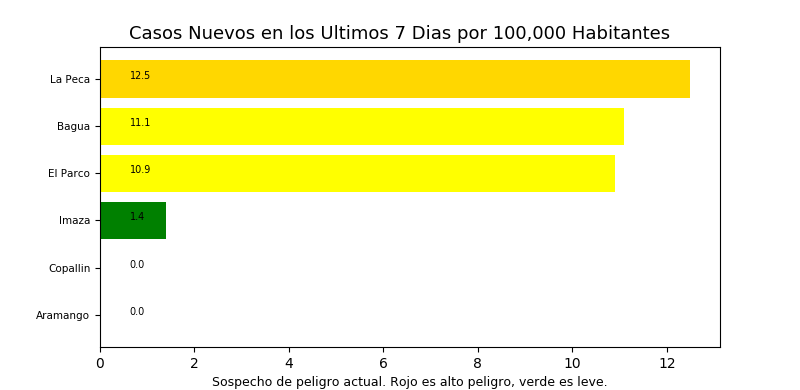 Casos Nuevos en los Ultimos 7 Dias por 100,000 Habitantes
La Peca 12.5
Bagua 11.1
El Parco 10.9
Imaza 1.4
Copallin 0.0
Aramango 0.0
0 2 4 6 8 10 12
Sospecho de peligro actual. Rojo es alto peligro, verde es leve.